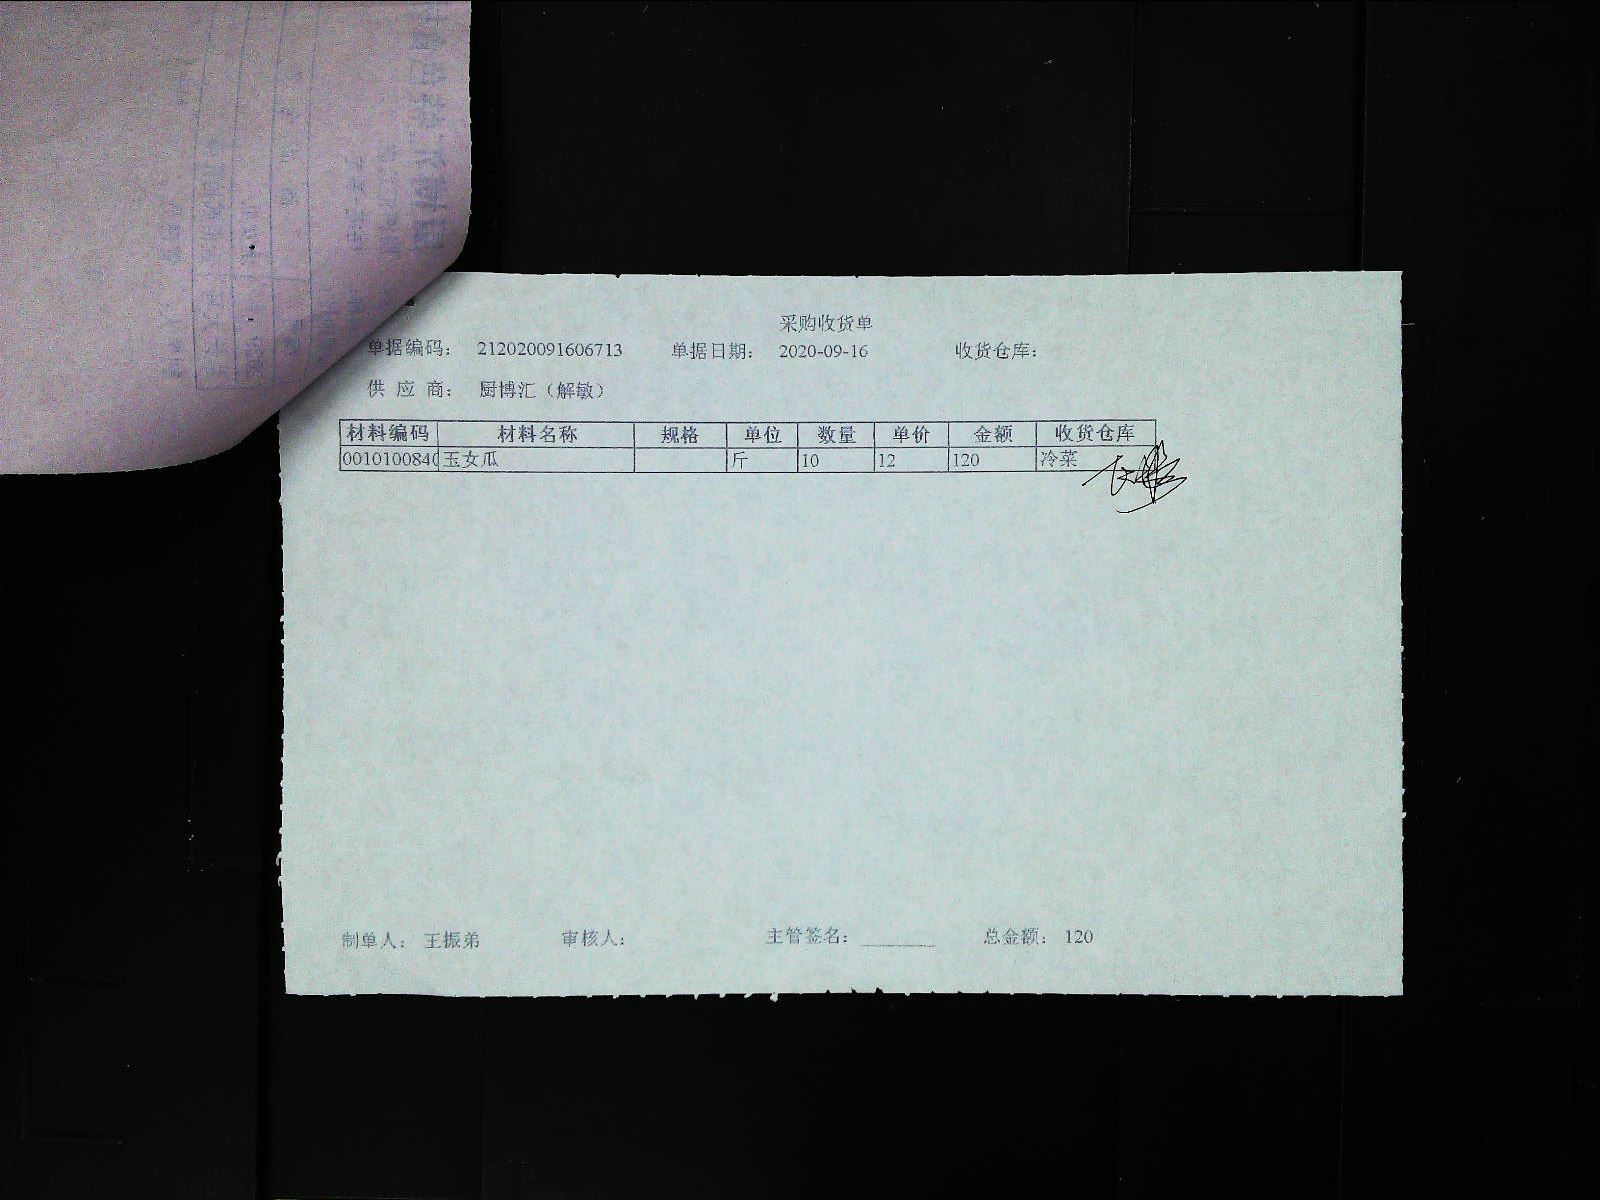 采购收货单
单据编码： 212020091606713 单据日期： 2020-09-16 收货仓库：
供应商： 厨博汇（解敏）
材料编码 材料名称 规格 单位 数量 单价 金额 收货仓库
0010100840 玉女瓜 斤 10 12 120 冷菜
制单人： 王振弟 审核人： 主管签名： 总金额： 120